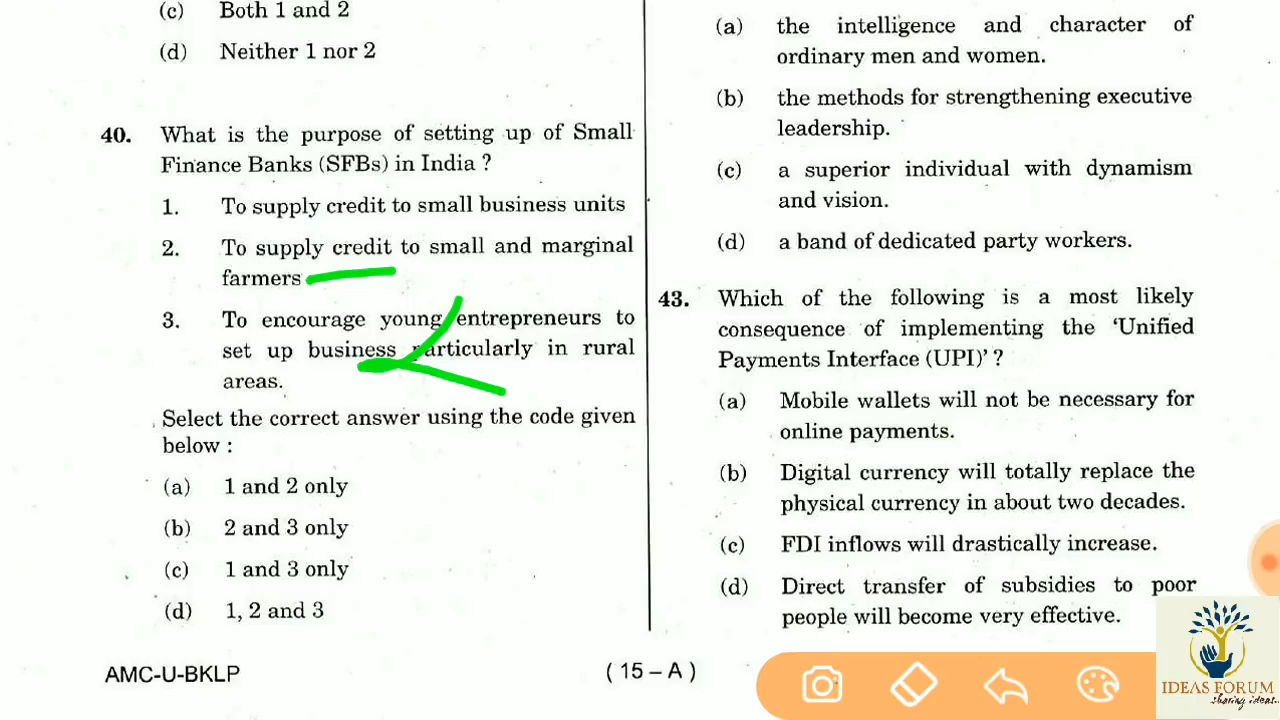 (c) Both 1 and 2
(d) Neither 1 nor 2
40. What is the purpose of setting up of Small
Finance Banks (SFBs) in India ?
1. To supply credit to small business units
2. To supply credit to small and marginal
farmers
3. To encourage young entrepreneurs to
set up business particularly in rural
areas.
Select the correct answer using the code given
below :
(a) 1 and 2 only
(b) 2 and 3 only
(c) 1 and 3 only
(d) 1, 2 and 3
(a) the intelligence and character of
ordinary men and women.
(b) the methods for strengthening executive
leadership.
(c) a superior individual with dynamism
and vision.
(d) a band of dedicated party workers.
43. Which of the following is a most likely
consequence of implementing the ‘Unified
Payments Interface (UPI)’ ?
(a) Mobile wallets will not be necessary for
online payments.
(b) Digital currency will totally replace the
physical currency in about two decades.
(c) FDI inflows will drastically increase.
(d) Direct transfer of subsidies to poor
people will become very effective.
AMC-U-BKLP
( 15 – A )
IDEAS FORUM
sharing ideas..